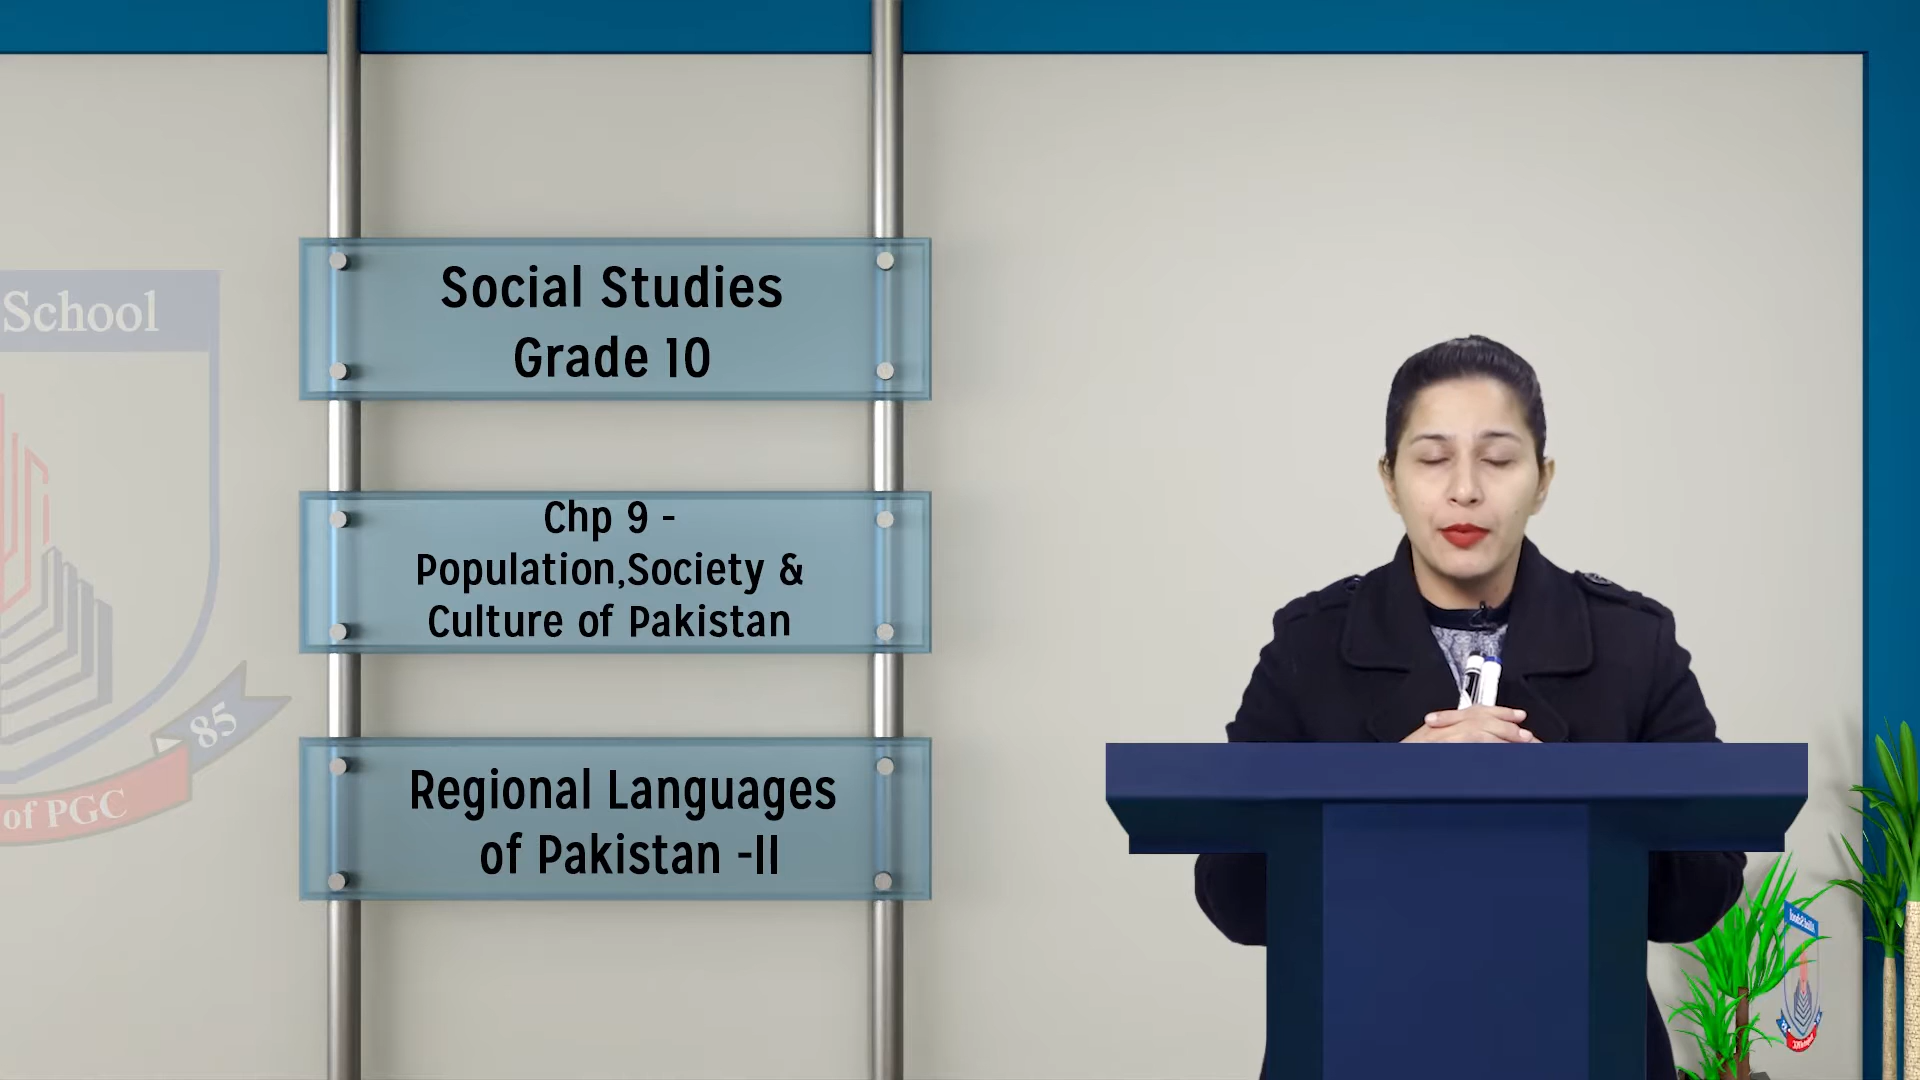 School
85
of PGC
Social Studies
Grade 10
Chp 9 -
Population,Society &
Culture of Pakistan
Regional Languages
of Pakistan -II